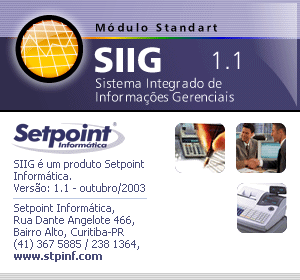 Módulo Standart
SIIG 1.1
Sistema Integrado de
Informações Gerenciais
Setpoint
Informática
SIIG é um produto Setpoint
Informática.
Versão: 1.1 - outubro/2003
Setpoint Informática,
Rua Dante Angelote 466,
Bairro Alto, Curitiba-PR
(41) 367 5885 / 238 1364,
www.stpinf.com